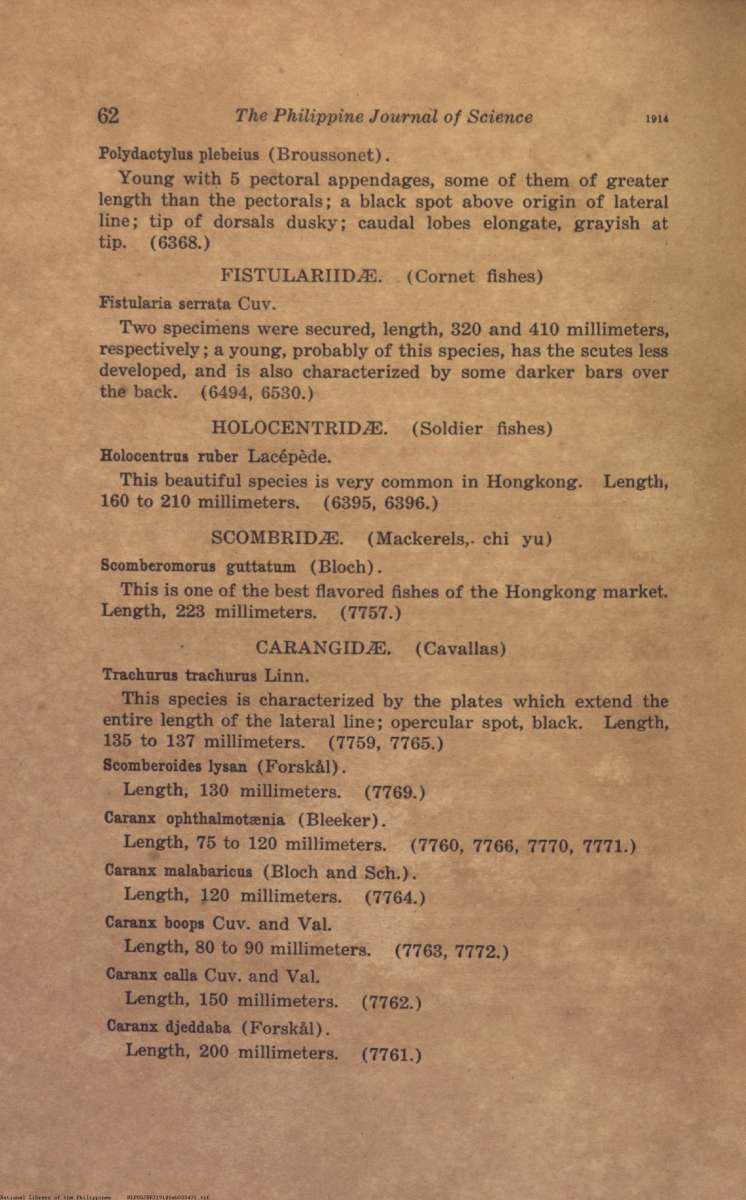 62 The Philippine Journal of Science 1914
Polydactylus plebeius (Broussonet).
Young with 5 pectoral appendages, some of them of greater
length than the pectorals; a black spot above origin of lateral
line; tip of dorsals dusky; caudal lobes elongate, grayish at
tip. (6368.)
FISTULARIIDÆ. (Cornet fishes)
Fistularia serrata Cuv.
Two specimens were secured, length, 320 and 410 millimeters,
respectively; a young, probably of this species, has the scutes less
developed, and is also characterized by some darker bars over
the back. (6494, 6530.)
HOLOCENTRIDÆ. (Soldier fishes)
Holocentrus ruber Lacépède.
This beautiful species is very common in Hongkong. Length,
160 to 210 millimeters. (6395, 6396.)
SCOMBRIDÆ. (Mackerels, chi yu)
Scomberomorus guttatum (Bloch).
This is one of the best flavored fishes of the Hongkong market.
Length, 223 millimeters. (7757.)
CARANGIDÆ. (Cavallas)
Trachurus trachurus Linn.
This species is characterized by the plates which extend the
entire length of the lateral line; opercular spot, black. Length,
135 to 137 millimeters. (7759, 7765.)
Scomberoides lysan (Forskål).
Length, 130 millimeters. (7769.)
Caranx ophthalmotænia (Bleeker).
Length, 75 to 120 millimeters. (7760, 7766, 7770, 7771.)
Caranx malabaricus (Bloch and Sch.).
Length, 120 millimeters. (7764.)
Caranx boops Cuv. and Val.
Length, 80 to 90 millimeters. (7763, 7772.)
Caranx calla Cuv. and Val.
Length, 150 millimeters. (7762.)
Caranx djeddaba (Forskål).
Length, 200 millimeters. (7761.)
National Library of the Philippines